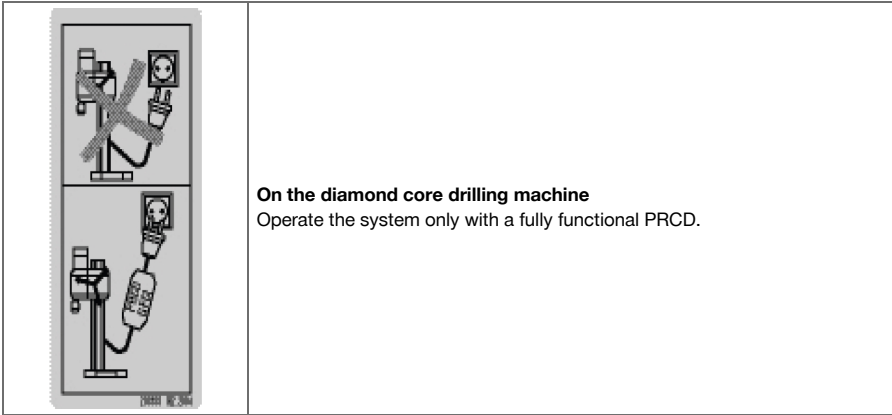 On the diamond core drilling machine
Operate the system only with a fully functional PRCD.